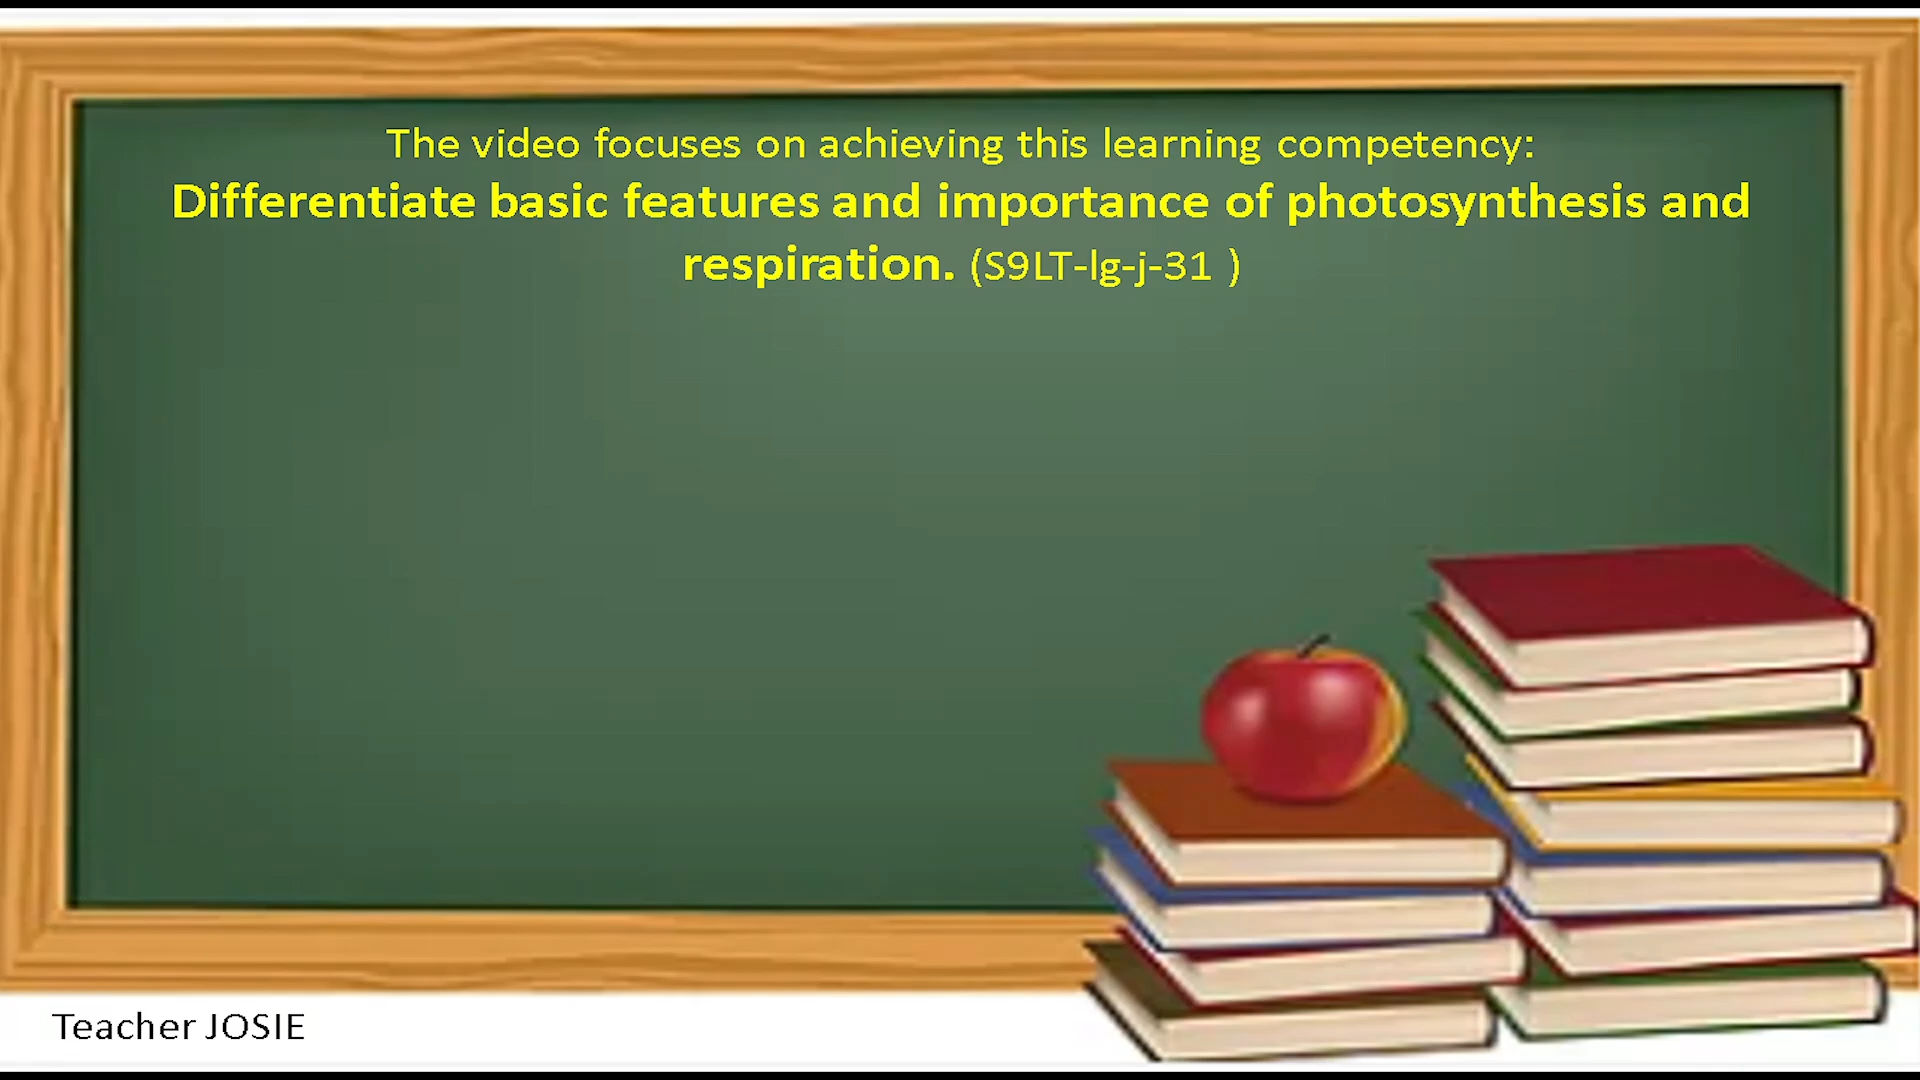 The video focuses on achieving this learning competency:
Differentiate basic features and importance of photosynthesis and
respiration. (S9LT-lg-j-31 )
Teacher JOSIE